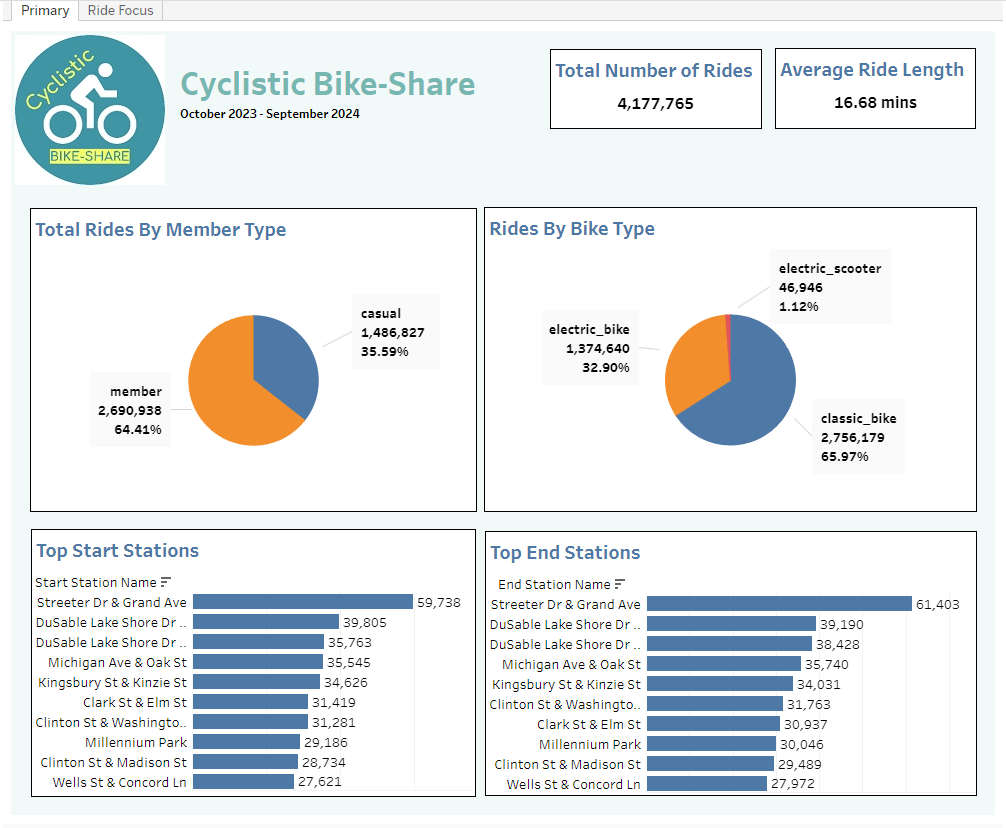 Primary
Ride Focus
Cyclistic
BIKE-SHARE
Cyclistic Bike-Share
October 2023 - September 2024
Total Number of Rides
4,177,765
Average Ride Length
16.68 mins
Total Rides By Member Type
casual
1,486,827
35.59%
member
2,690,938
64.41%
Rides By Bike Type
electric_scooter
46,946
1.12%
electric_bike
1,374,640
32.90%
classic_bike
2,756,179
65.97%
Top Start Stations
Start Station Name
Streeter Dr & Grand Ave 59,738
DuSable Lake Shore Dr .. 39,805
DuSable Lake Shore Dr .. 35,763
Michigan Ave & Oak St 35,545
Kingsbury St & Kinzie St 34,626
Clark St & Elm St 31,419
Clinton St & Washingto.. 31,281
Millennium Park 29,186
Clinton St & Madison St 28,734
Wells St & Concord Ln 27,621
Top End Stations
End Station Name
Streeter Dr & Grand Ave 61,403
DuSable Lake Shore Dr .. 39,190
DuSable Lake Shore Dr .. 38,428
Michigan Ave & Oak St 35,740
Kingsbury St & Kinzie St 34,031
Clinton St & Washingto.. 31,763
Clark St & Elm St 30,937
Millennium Park 30,046
Clinton St & Madison St 29,489
Wells St & Concord Ln 27,972